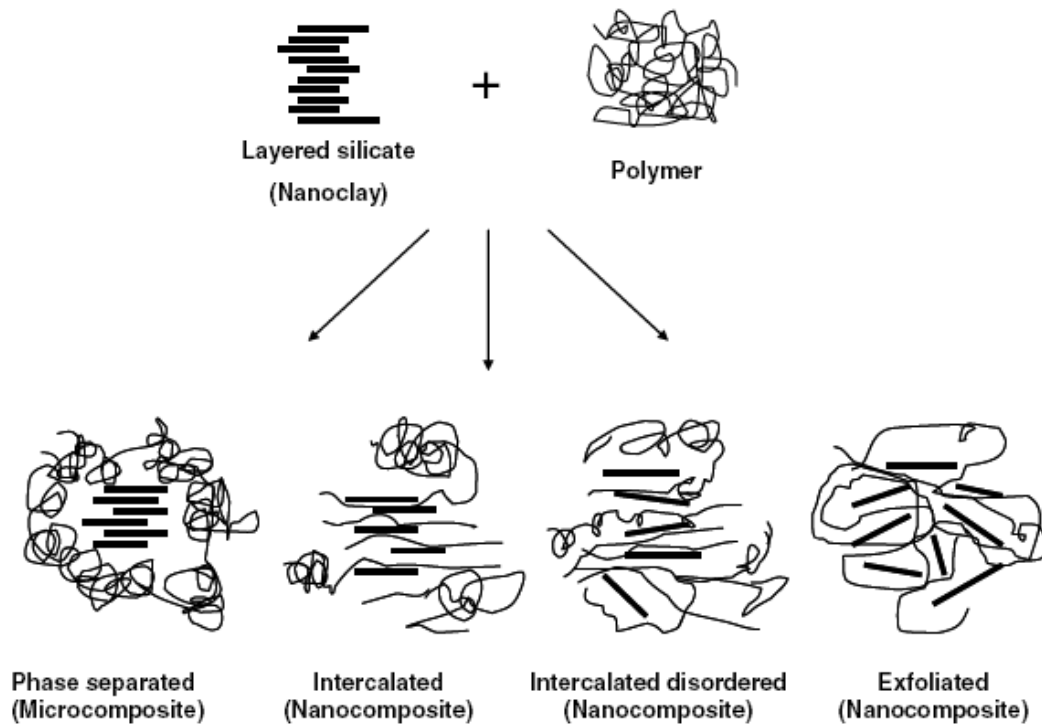 +
Layered silicate
(Nanoclay)
Polymer
Phase separated
(Microcomposite)
Intercalated
(Nanocomposite)
Intercalated disordered
(Nanocomposite)
Exfoliated
(Nanocomposite)